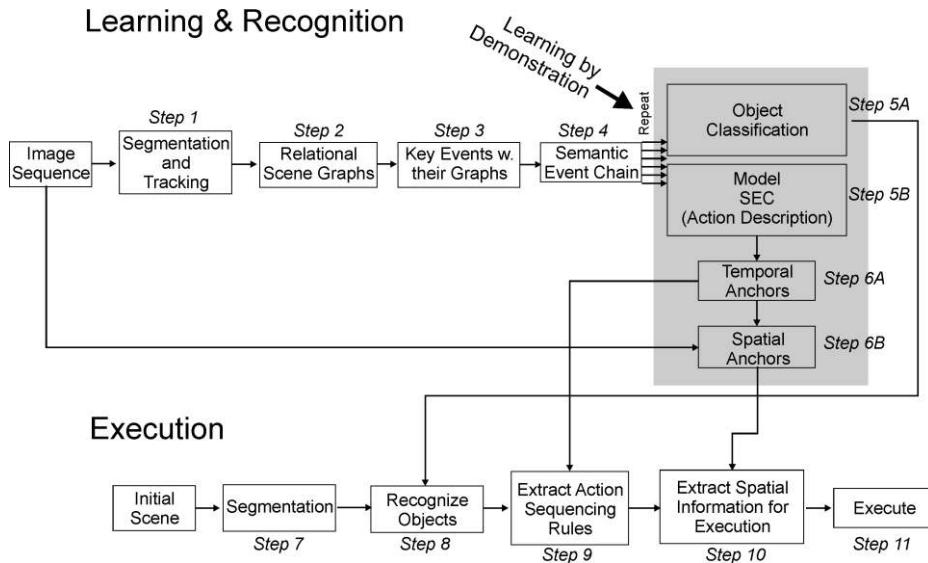 Learning & Recognition
Learning by
Demonstration
Repeat
Step 1
Step 2
Step 3
Step 4
Step 5A
Image
Sequence
Segmentation
and
Tracking
Relational
Scene Graphs
Key Events w.
their Graphs
Semantic
Event Chain
Object
Classification
Model
SEC
(Action Description)
Step 5B
Temporal
Anchors
Step 6A
Spatial
Anchors
Step 6B
Execution
Initial
Scene
Segmentation
Step 7
Recognize
Objects
Step 8
Extract Action
Sequencing
Rules
Step 9
Extract Spatial
Information for
Execution
Step 10
Execute
Step 11